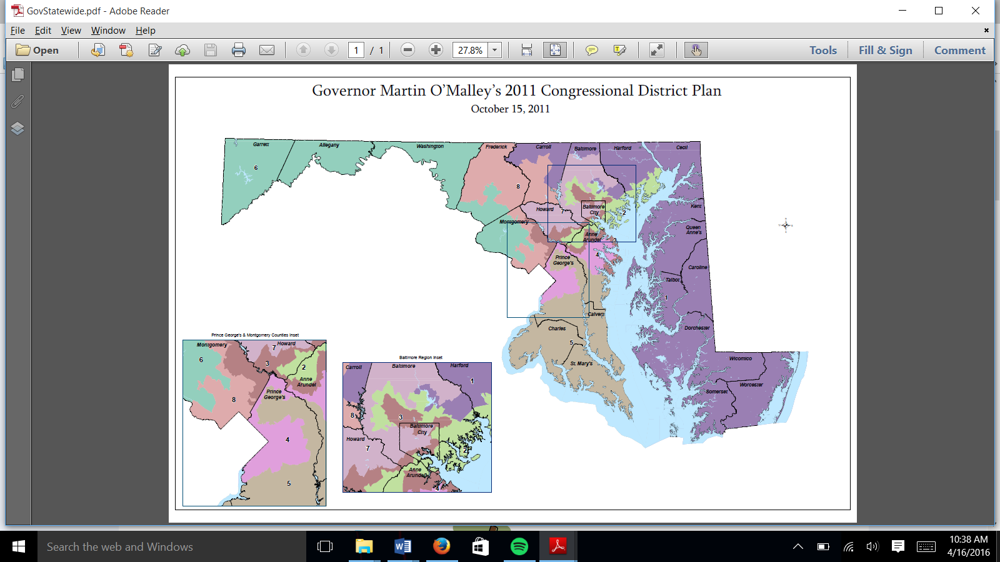 GovStatewide.pdf - Adobe Reader
File Edit View Window Help
Open 1 / 1 27.8% Tools Fill & Sign Comment
Governor Martin O'Malley's 2011 Congressional District Plan
October 15, 2011
Garrett Allegany Washington Frederick Carroll Baltimore Harford Cecil
6
8
Kent
Howard 7 Baltimore City 2
Montgomery
Queen Anne's
Anne Arundel 3
4
Prince George's
Caroline
Talbot
1
Calvert
Charles
Dorchester
5
St. Mary's
Wicomico
Somerset Worcester
Prince George's & Montgomery Counties Inset
Montgomery 7 Howard
6 3 2
Anne Arundel
Prince George's
8
4
5
Baltimore Region Inset
Carroll Baltimore Harford
1
8 3
Baltimore City
Howard
7 2
Anne Arundel
4
Search the web and Windows
10:38 AM
4/16/2016